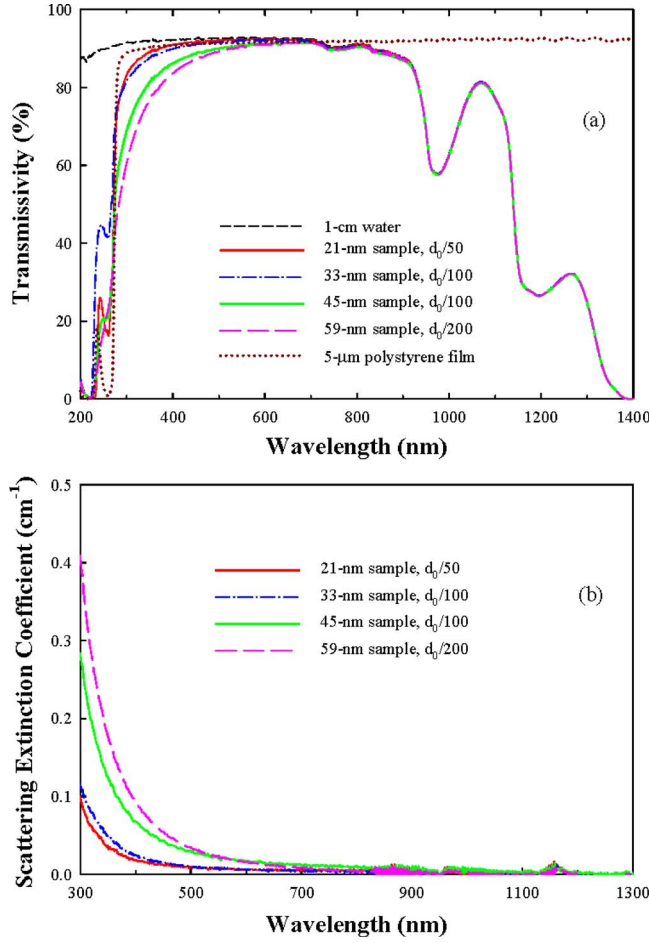 100
80
60
40
20
0
Transmissivity (%)
(a)
1-cm water
21-nm sample, d₀/50
33-nm sample, d₀/100
45-nm sample, d₀/100
59-nm sample, d₀/200
5-μm polystyrene film
200 400 600 800 1000 1200 1400
Wavelength (nm)
0.5
0.4
0.3
0.2
0.1
0.0
Scattering Extinction Coefficient (cm⁻¹)
(b)
21-nm sample, d₀/50
33-nm sample, d₀/100
45-nm sample, d₀/100
59-nm sample, d₀/200
300 500 700 900 1100 1300
Wavelength (nm)